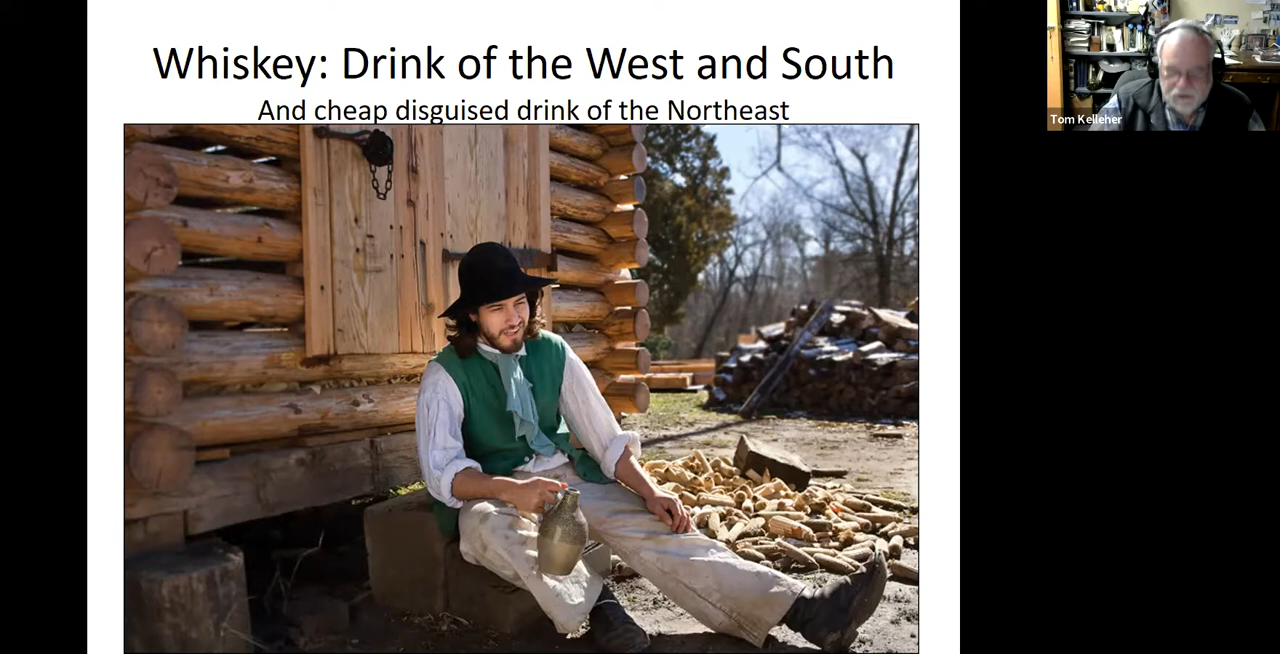 Whiskey: Drink of the West and South
And cheap disguised drink of the Northeast
Tom Kelleher